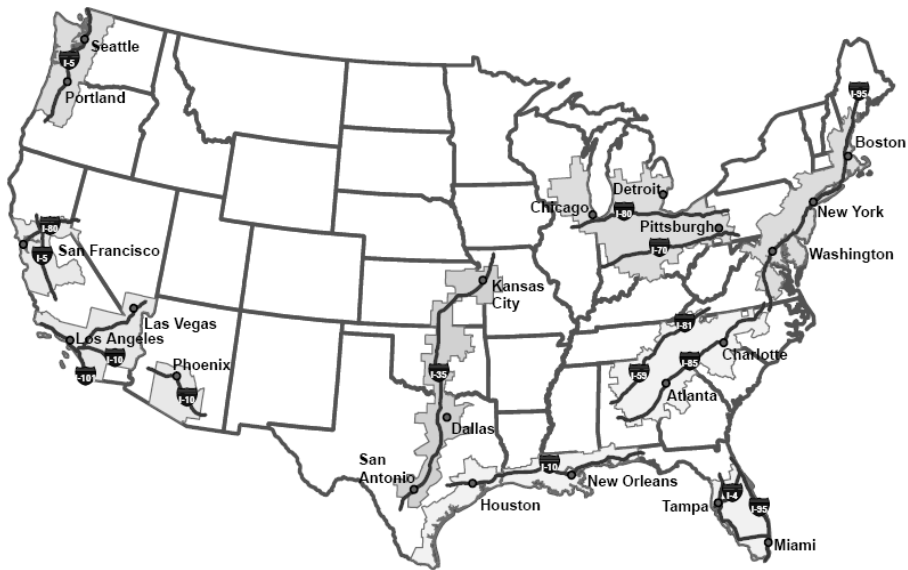 Seattle
I-5
Portland
I-80
San Francisco
I-5
Las Vegas
Los Angeles
I-10
-101
Phoenix
I-10
Kansas
City
I-35
Dallas
San
Antonio
Houston
I-10
New Orleans
Chicago
Detroit
I-80
Pittsburgh
I-70
I-95
Boston
New York
Washington
I-81
Charlotte
I-85
I-59
Atlanta
Tampa
I-4
I-95
Miami